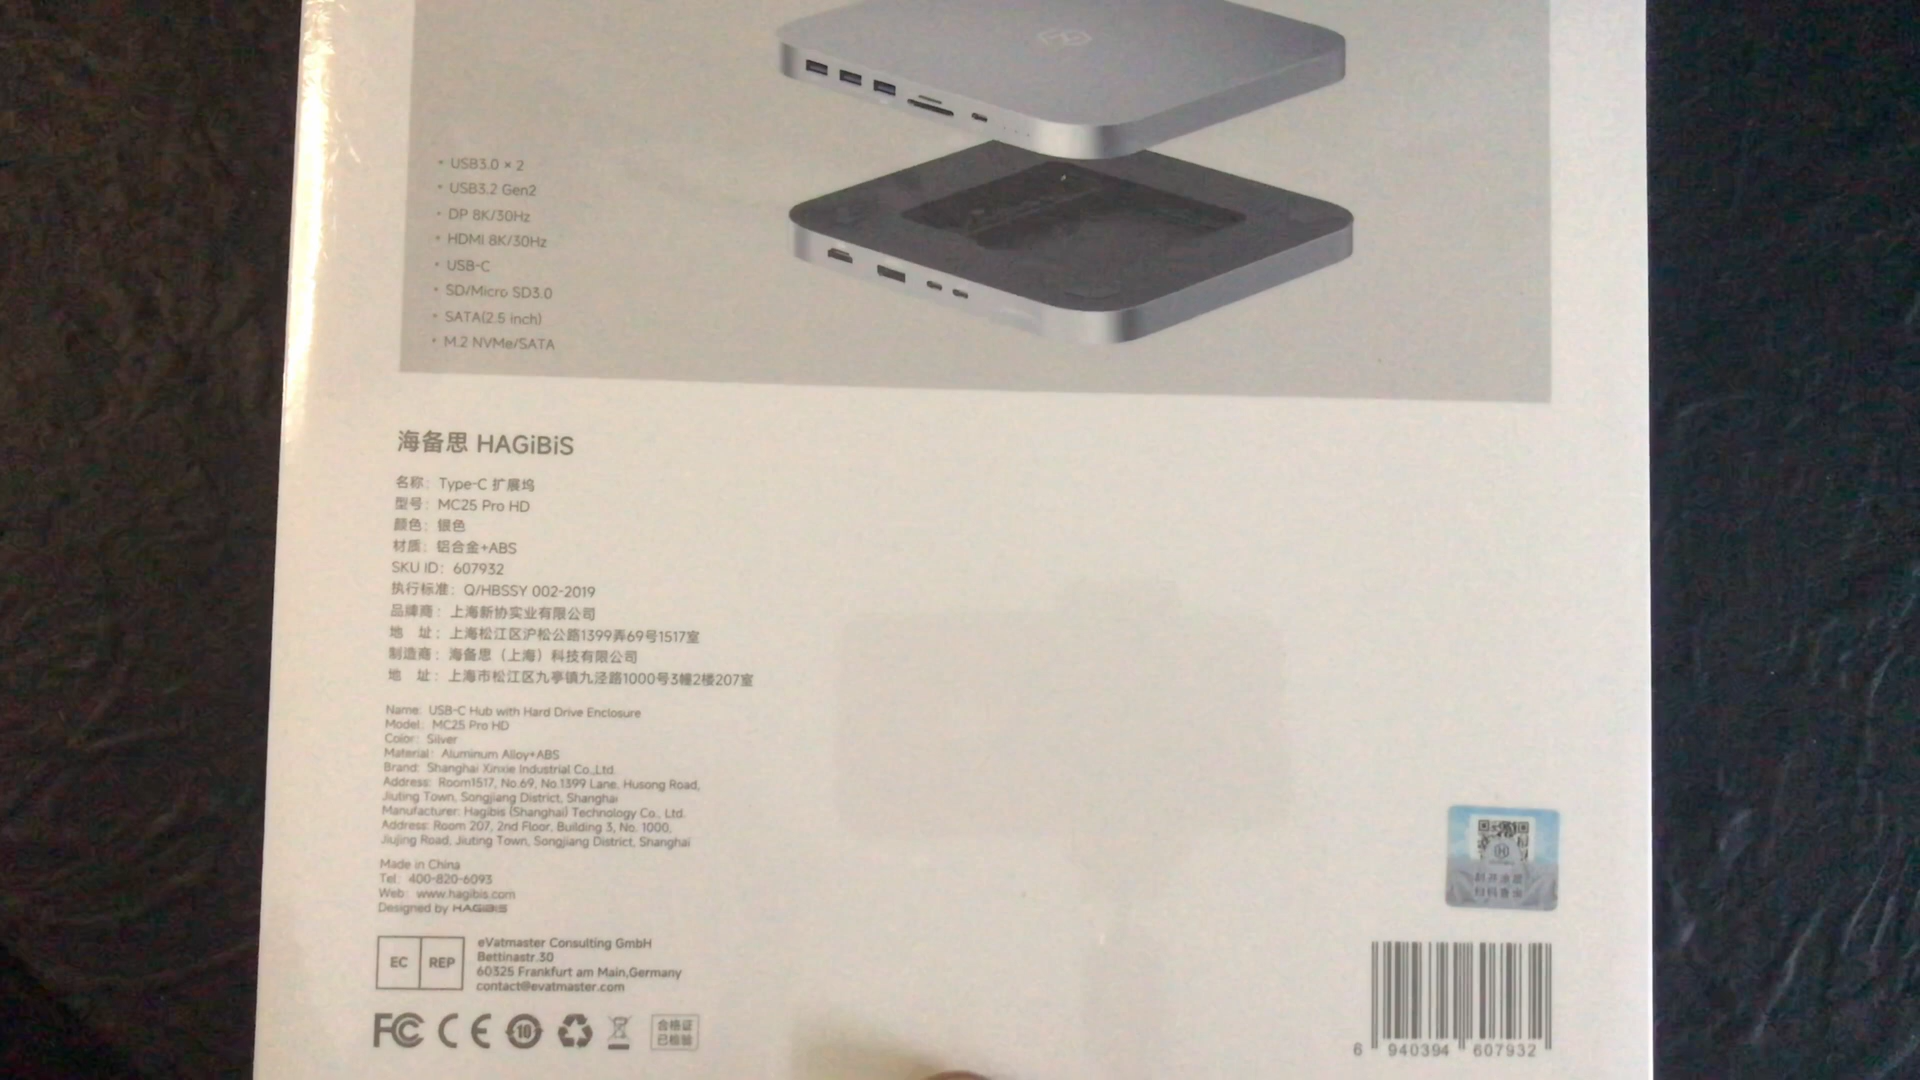 • USB3.0 × 2
• USB3.2 Gen2
• DP 8K/30Hz
• HDMI 8K/30Hz
• USB-C
• SD/Micro SD3.0
• SATA(2.5 inch)
• M.2 NVMe/SATA
海备思 HAGiBiS
名称：Type-C 扩展坞
型号：MC25 Pro HD
颜色：银色
材质：铝合金+ABS
SKU ID：607932
执行标准：Q/HBSSY 002-2019
品牌商：上海新协实业有限公司
地 址：上海松江区沪松公路1399弄69号1517室
制造商：海备思（上海）科技有限公司
地 址：上海市松江区九亭镇九泾路1000号3幢2楼207室
Name: USB-C Hub with Hard Drive Enclosure
Model: MC25 Pro HD
Color: Silver
Material: Aluminum Alloy+ABS
Brand: Shanghai Xinxie Industrial Co.,Ltd.
Address: Room1517, No.69, No.1399 Lane, Husong Road,
Jiuting Town, Songjiang District, Shanghai
Manufacturer: Hagibis (Shanghai) Technology Co., Ltd.
Address: Room 207, 2nd Floor, Building 3, No. 1000,
Jiujing Road, Jiuting Town, Songjiang District, Shanghai
Made in China
Tel: 400-820-6093
Web: www.hagibis.com
Designed by HAGiBiS
EC REP
eVatmaster Consulting GmbH
Bettinastr.30
60325 Frankfurt am Main,Germany
contact@evatmaster.com
FC CE 10
合格证
已检验
6 940394 607932